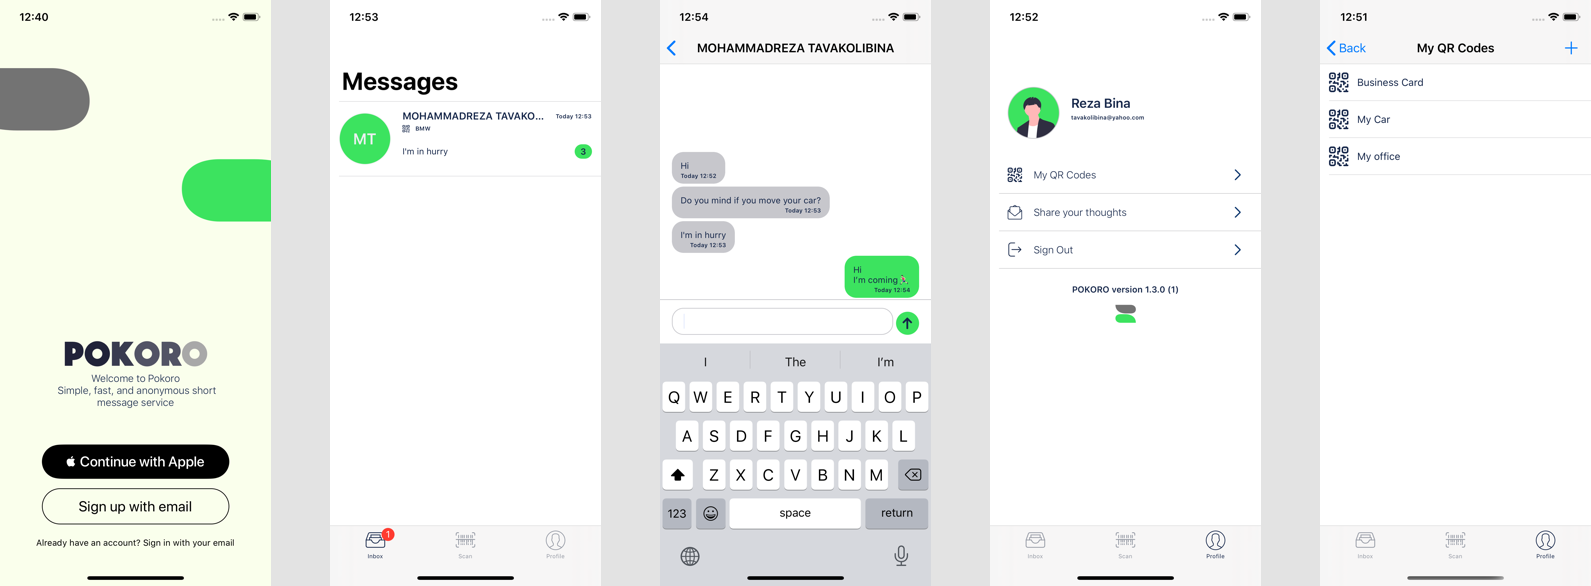 12:40
POKORO
Welcome to Pokoro
Simple, fast, and anonymous short
message service
Continue with Apple
Sign up with email
Already have an account? Sign in with your email
12:53
Messages
MT
MOHAMMADREZA TAVAKO...
Today 12:53
BMW
I'm in hurry
3
1
Inbox
Scan
Profile
12:54
MOHAMMADREZA TAVAKOLIBINA
Hi
Today 12:52
Do you mind if you move your car?
Today 12:53
I'm in hurry
Today 12:53
Hi
I'm coming
Today 12:54
I The I'm
Q W E R T Y U I O P
A S D F G H J K L
Z X C V B N M
123 space return
12:52
Reza Bina
tavakolibina@yahoo.com
My QR Codes
Share your thoughts
Sign Out
POKORO version 1.3.0 (1)
Inbox
Scan
Profile
12:51
Back
My QR Codes
+
Business Card
My Car
My office
Inbox
Scan
Profile